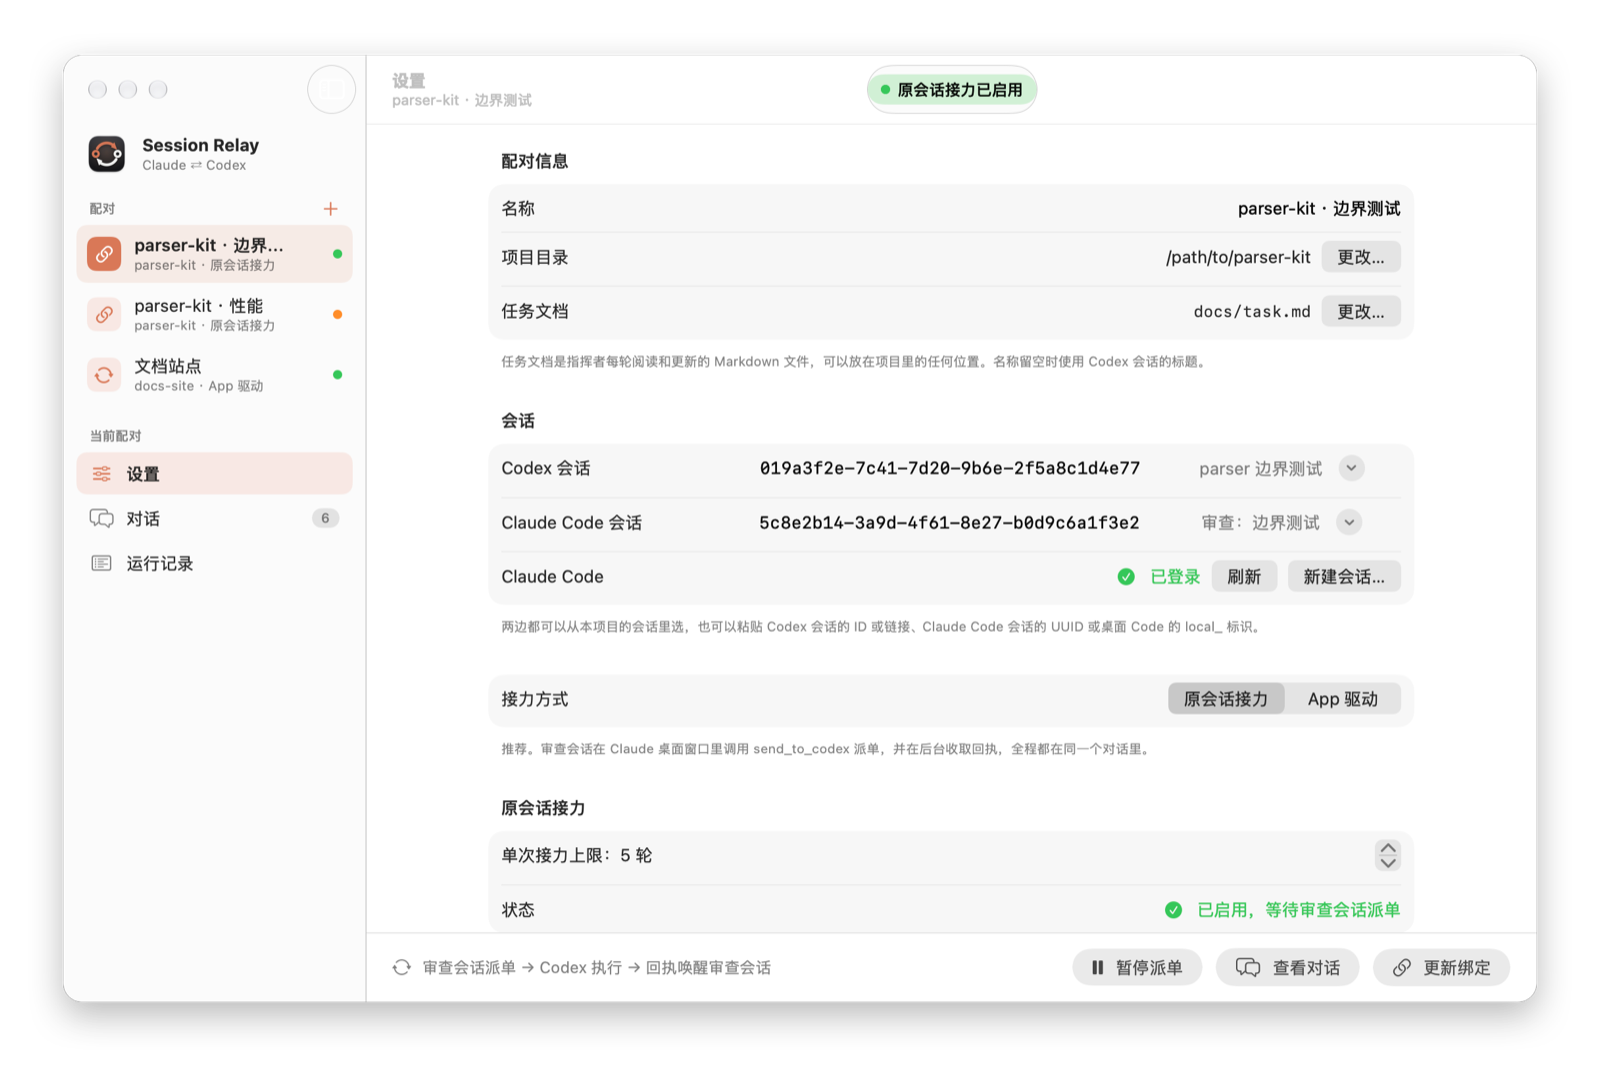 Session Relay
Claude ⇌ Codex
配对
parser-kit · 边界...
parser-kit · 原会话接力
parser-kit · 性能
parser-kit · 原会话接力
文档站点
docs-site · App 驱动
当前配对
设置
对话
6
运行记录
设置
parser-kit · 边界测试
原会话接力已启用
配对信息
名称
parser-kit · 边界测试
项目目录
/path/to/parser-kit
更改...
任务文档
docs/task.md
更改...
任务文档是指挥者每轮阅读和更新的 Markdown 文件，可以放在项目里的任何位置。名称留空时使用 Codex 会话的标题。
会话
Codex 会话
019a3f2e-7c41-7d20-9b6e-2f5a8c1d4e77
parser 边界测试
Claude Code 会话
5c8e2b14-3a9d-4f61-8e27-b0d9c6a1f3e2
审查：边界测试
Claude Code
已登录
刷新
新建会话...
两边都可以从本项目的会话里选，也可以粘贴 Codex 会话的 ID 或链接、Claude Code 会话的 UUID 或桌面 Code 的 local_ 标识。
接力方式
原会话接力
App 驱动
推荐。审查会话在 Claude 桌面窗口里调用 send_to_codex 派单，并在后台收取回执，全程都在同一个对话里。
原会话接力
单次接力上限：5 轮
状态
已启用，等待审查会话派单
审查会话派单 → Codex 执行 → 回执唤醒审查会话
暂停派单
查看对话
更新绑定